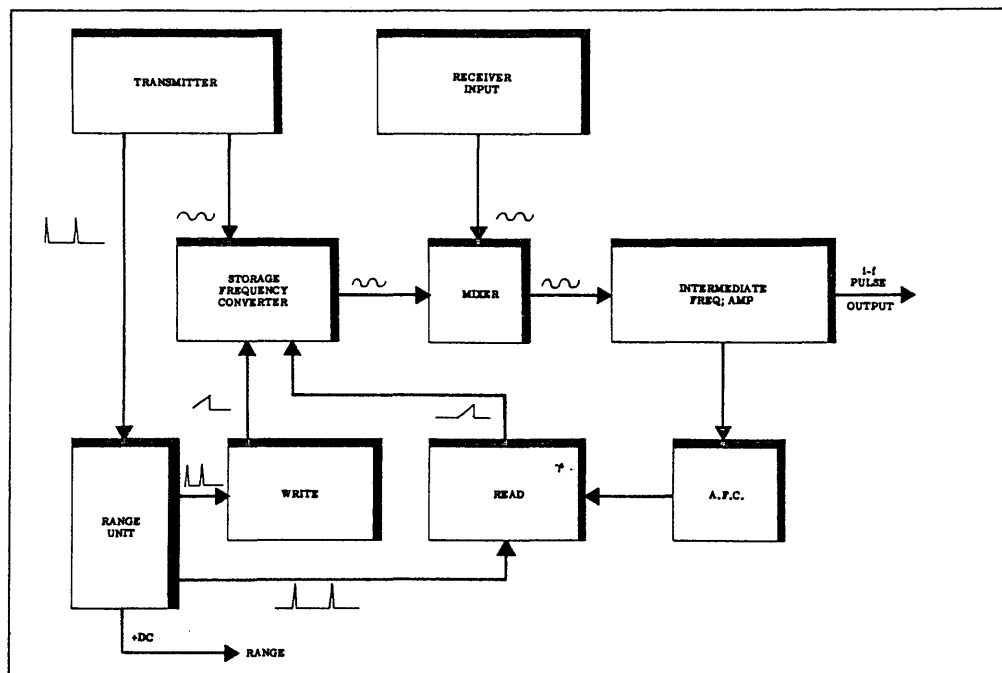 TRANSMITTER
RECEIVER
INPUT
STORAGE
FREQUENCY
CONVERTER
MIXER
INTERMEDIATE
FREQ; AMP
i-f
PULSE
OUTPUT
RANGE
UNIT
WRITE
READ
A.F.C.
+DC
RANGE